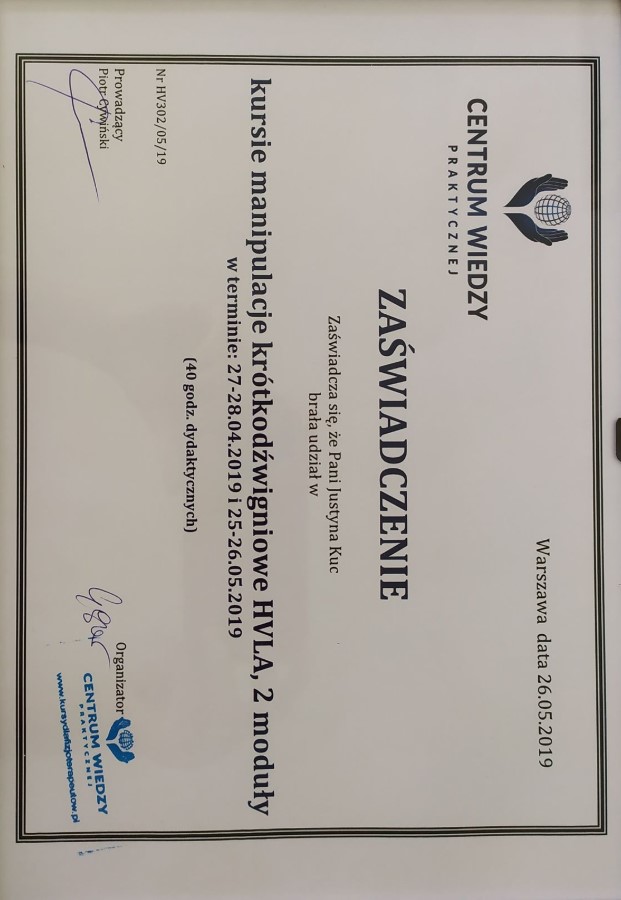 CENTRUM WIEDZY
PRAKTYCZNEJ
Warszawa data 26.05.2019
ZAŚWIADCZENIE
Zaświadcza się, że Pani Justyna Kuc
brała udział w
kursie manipulacje krótkodźwigniowe HVLA, 2 moduły
w terminie: 27-28.04.2019 i 25-26.05.2019
(40 godz. dydaktycznych)
Nr HV302/05/19
Prowadzący
Piotr Cywiński
Organizator
CENTRUM WIEDZY
PRAKTYCZNEJ
www.kursydlafizjoterapeutow.pl